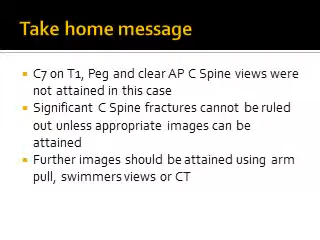 Take home message
C7 on T1, Peg and clear AP C Spine views were
not attained in this case
Significant C Spine fractures cannot be ruled
out unless appropriate images can be
attained
Further images should be attained using arm
pull, swimmers views or CT